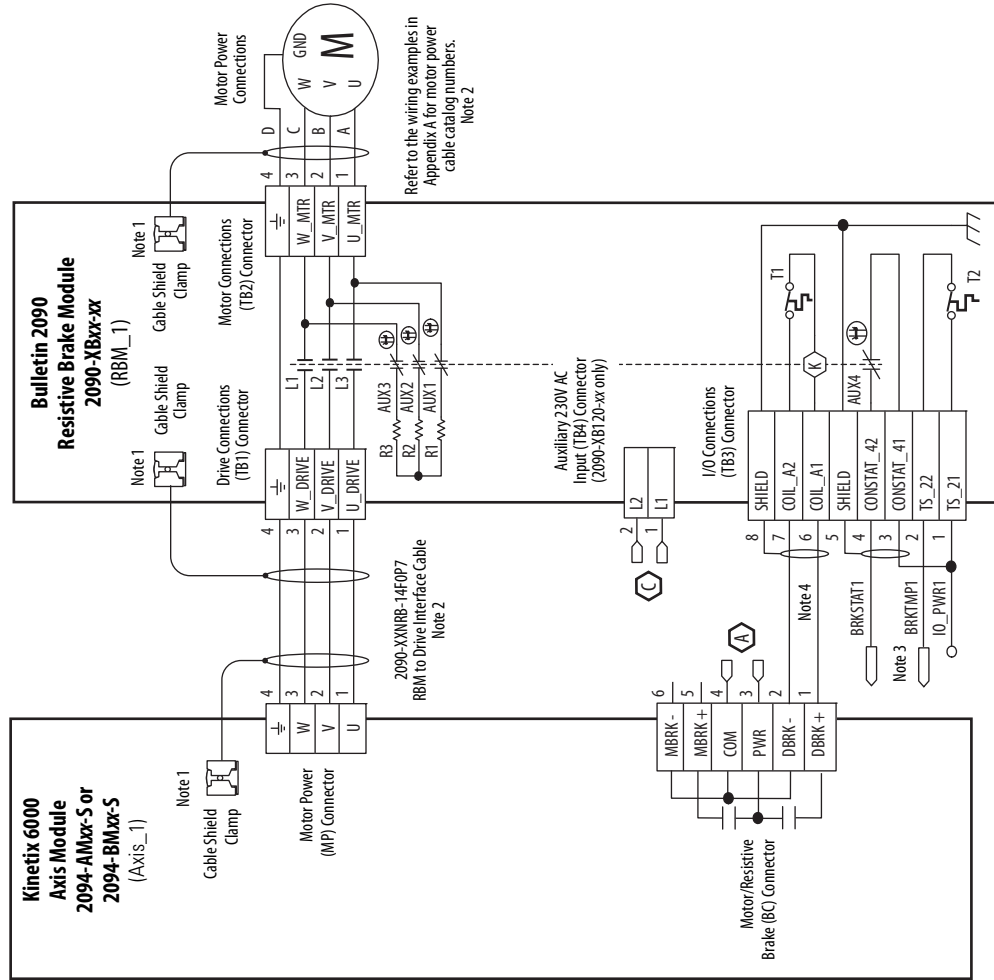 Kinetix 6000
Axis Module
2094-AMxx-S or
2094-BMxx-S
(Axis_1)
Note 1
Cable Shield
Clamp
Motor Power
(MP) Connector
4
W
3
V
2
U
1
Motor/Resistive
Brake (BC) Connector
MBRK -
6
MBRK +
5
COM
4
PWR
3
DBRK -
2
DBRK +
1
A
2090-XXNRB-14F0P7
RBM to Drive Interface Cable
Note 2
C
Note 4
BRKSTAT1
Note 3
BRKTMP1
IO_PWR1
Bulletin 2090
Resistive Brake Module
2090-XBxx-xx
(RBM_1)
Note 1
Cable Shield
Clamp
Cable Shield
Clamp
Note 1
Drive Connections
(TB1) Connector
4
3
W_DRIVE
2
V_DRIVE
1
U_DRIVE
L1
L2
L3
R3
AUX3
R2
AUX2
R1
AUX1
Motor Connections
(TB2) Connector
4
D
W_MTR
3
C
V_MTR
2
B
U_MTR
1
A
Auxiliary 230V AC
Input (TB4) Connector
(2090-XB120-xx only)
2
L2
1
L1
I/O Connections
(TB3) Connector
8
SHIELD
7
COIL_A2
6
COIL_A1
5
SHIELD
4
CONSTAT_42
3
CONSTAT_41
2
TS_22
1
TS_21
K
AUX4
T1
T2
Motor Power
Connections
GND
W
V
U
M
Refer to the wiring examples in
Appendix A for motor power
cable catalog numbers.
Note 2